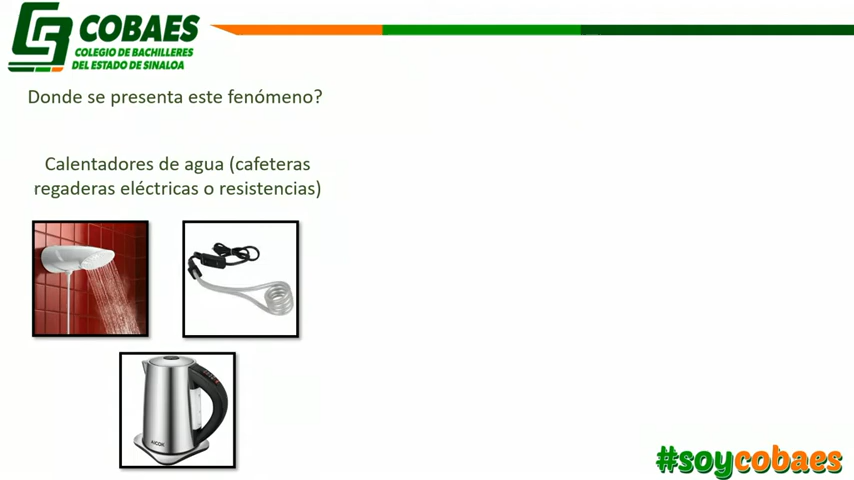 COBAES
COLEGIO DE BACHILLERES
DEL ESTADO DE SINALOA
Donde se presenta este fenómeno?
Calentadores de agua (cafeteras
regaderas eléctricas o resistencias)
AICOK
#soycobaes